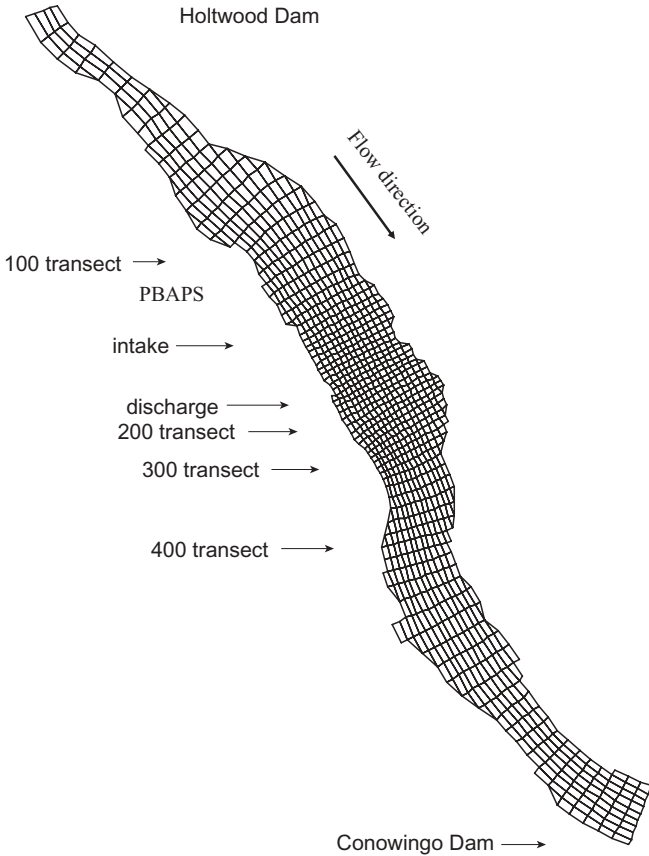 Holtwood Dam
Flow direction
100 transect
PBAPS
intake
discharge
200 transect
300 transect
400 transect
Conowingo Dam